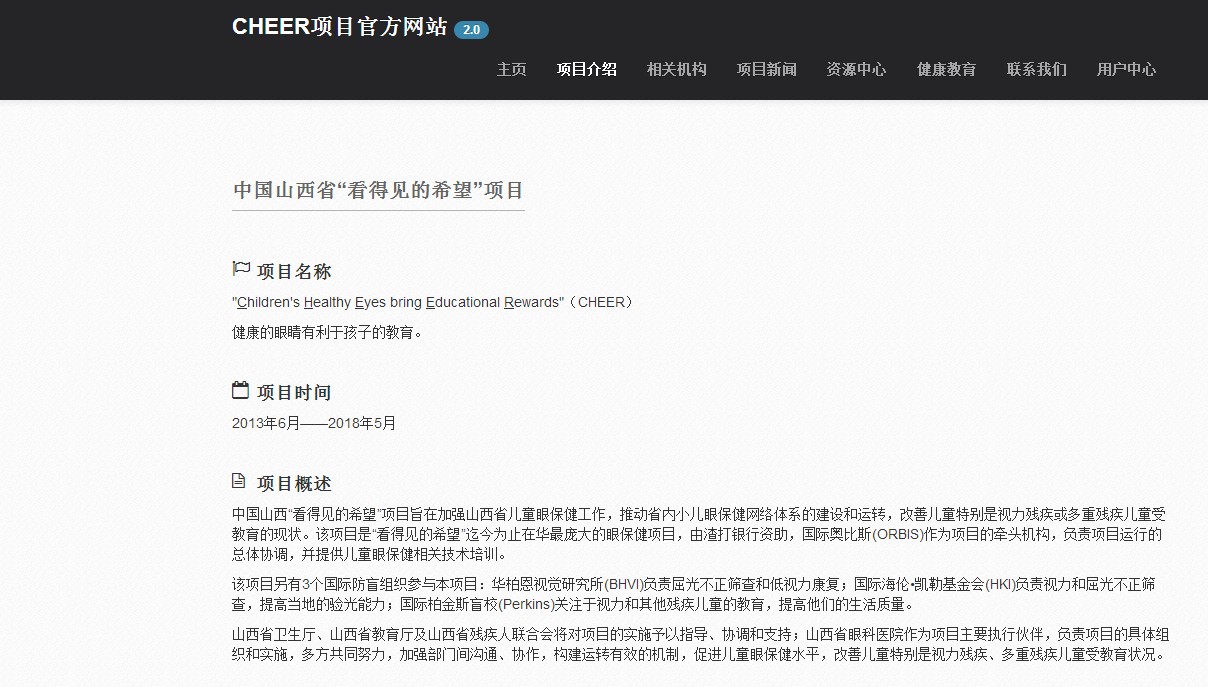 CHEER项目官方网站 2.0
主页 项目介绍 相关机构 项目新闻 资源中心 健康教育 联系我们 用户中心
中国山西省“看得见的希望”项目
项目名称
"Children's Healthy Eyes bring Educational Rewards"（CHEER）
健康的眼睛有利于孩子的教育。
项目时间
2013年6月——2018年5月
项目概述
中国山西“看得见的希望”项目旨在加强山西省儿童眼保健工作，推动省内小儿眼保健网络体系的建设和运转，改善儿童特别是视力残疾或多重残疾儿童受
教育的现状。该项目是“看得见的希望”迄今为止在华最庞大的眼保健项目，由渣打银行资助，国际奥比斯(ORBIS)作为项目的牵头机构，负责项目运行的
总体协调，并提供儿童眼保健相关技术培训。
该项目另有3个国际防盲组织参与本项目：华柏恩视觉研究所(BHVI)负责屈光不正筛查和低视力康复；国际海伦•凯勒基金会(HKI)负责视力和屈光不正筛
查，提高当地的验光能力；国际柏金斯盲校(Perkins)关注于视力和其他残疾儿童的教育，提高他们的生活质量。
山西省卫生厅、山西省教育厅及山西省残疾人联合会将对项目的实施予以指导、协调和支持；山西省眼科医院作为项目主要执行伙伴，负责项目的具体组
织和实施，多方共同努力，加强部门间沟通、协作，构建运转有效的机制，促进儿童眼保健水平，改善儿童特别是视力残疾、多重残疾儿童受教育状况。